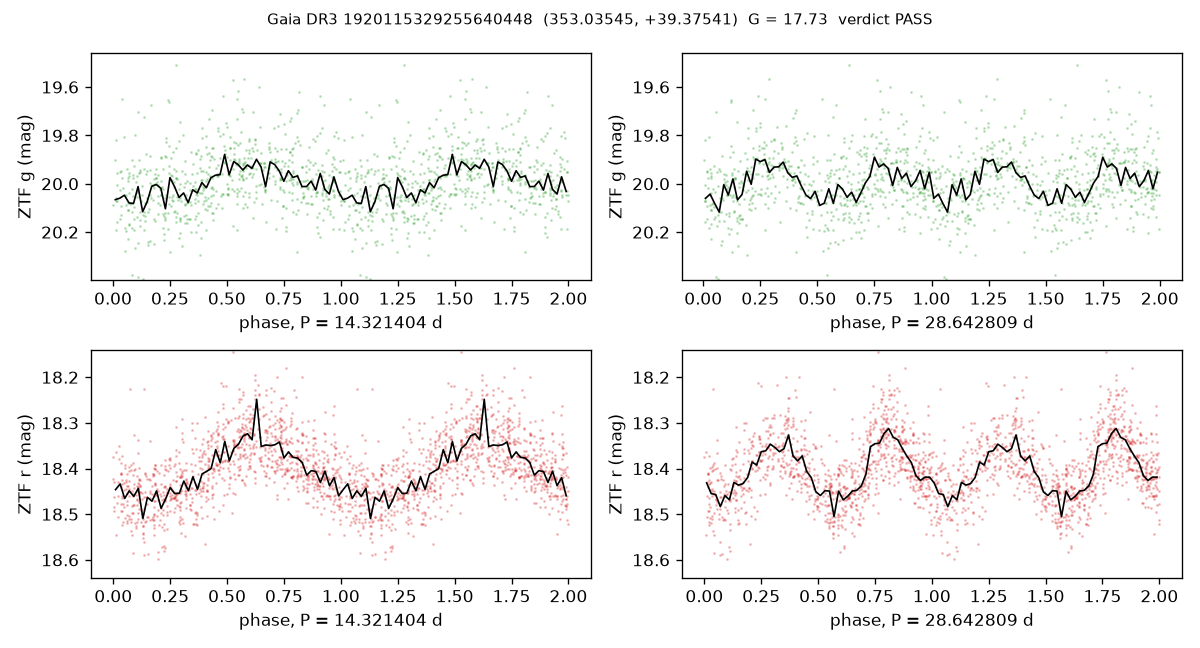 Gaia DR3 1920115329255640448  (353.03545, +39.37541)  G = 17.73  verdict PASS
ZTF g (mag)
19.6
19.8
20.0
20.2
0.00 0.25 0.50 0.75 1.00 1.25 1.50 1.75 2.00
phase, P = 14.321404 d
ZTF g (mag)
19.6
19.8
20.0
20.2
0.00 0.25 0.50 0.75 1.00 1.25 1.50 1.75 2.00
phase, P = 28.642809 d
ZTF r (mag)
18.2
18.3
18.4
18.5
18.6
0.00 0.25 0.50 0.75 1.00 1.25 1.50 1.75 2.00
phase, P = 14.321404 d
ZTF r (mag)
18.2
18.3
18.4
18.5
18.6
0.00 0.25 0.50 0.75 1.00 1.25 1.50 1.75 2.00
phase, P = 28.642809 d